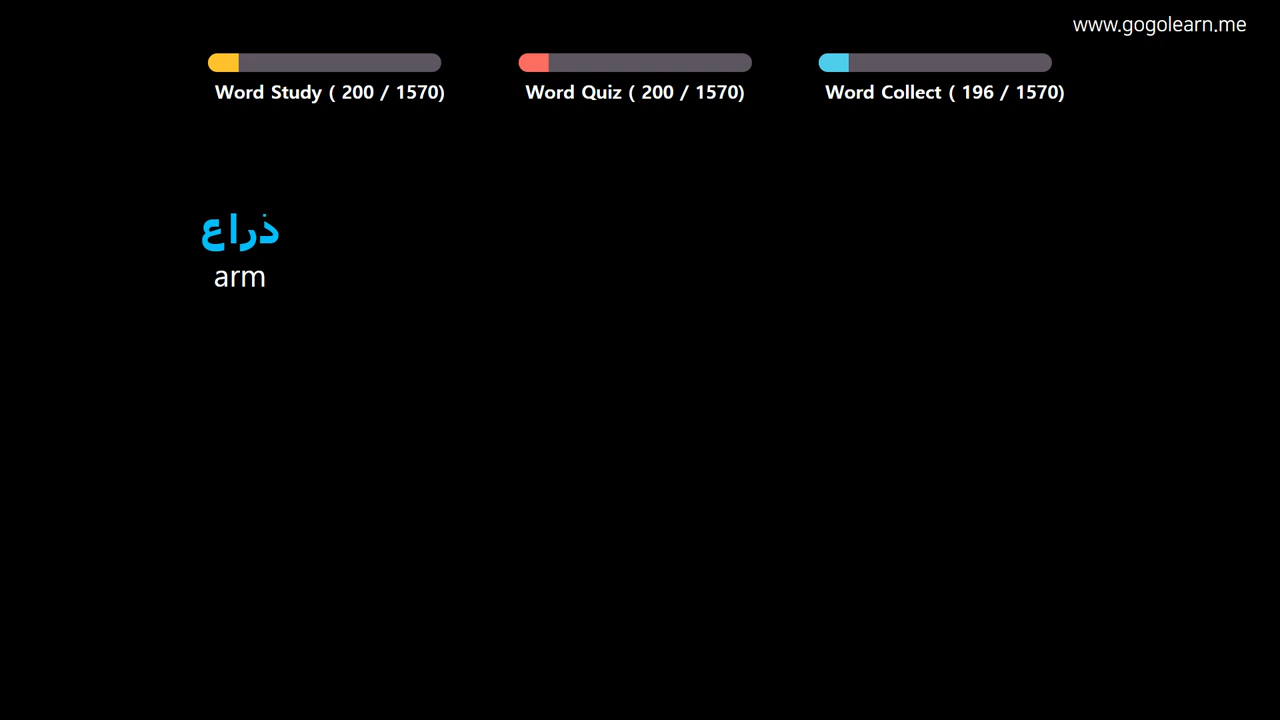 www.gogolearn.me
Word Study ( 200 / 1570)
Word Quiz ( 200 / 1570)
Word Collect ( 196 / 1570)
ذراع
arm